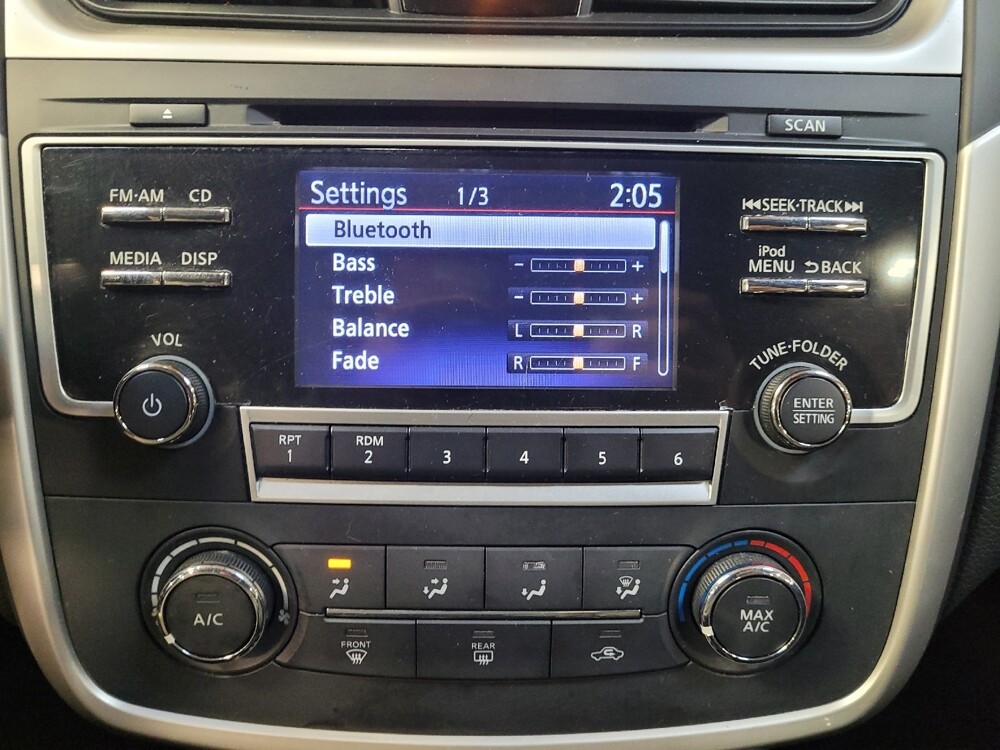 SCAN
FM·AM CD
MEDIA DISP
VOL
Settings 1/3 2:05
Bluetooth
Bass - +
Treble - +
Balance L R
Fade R F
SEEK·TRACK
iPod
MENU BACK
TUNE·FOLDER
ENTER
SETTING
RPT RDM
1 2 3 4 5 6
A/C
MAX
A/C
FRONT REAR